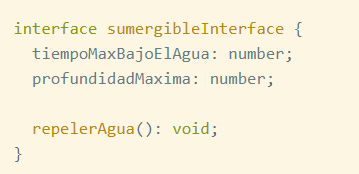 interface sumergibleInterface {
  tiempoMaxBajoElAgua: number;
  profundidadMaxima: number;

  repelerAgua(): void;
}